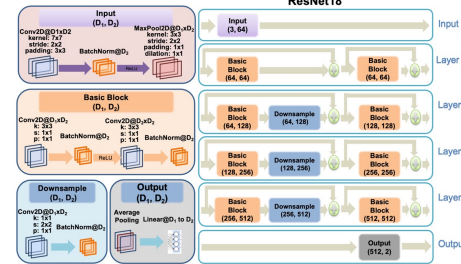 ResNet18
Input
(D₁, D₂)
Conv2D@D1xD2
kernel: 7x7
stride: 2x2
padding: 3x3
BatchNorm@D₂
ReLU
MaxPool2D@D₁xD₂
kernel: 3x3
stride: 2x2
padding: 1x1
dilation: 1x1
Basic Block
(D₁, D₂)
Conv2D@D₁xD₂
k: 3x3
s: 1x1
p: 1x1
BatchNorm@D₂
ReLU
Conv2D@D₁xD₂
k: 3x3
s: 1x1
p: 1x1
BatchNorm@D₂
Downsample
(D₁, D₂)
Conv2D@D₁xD₂
k: 1x1
s: 2x2
p: 1x1
BatchNorm@D₂
Output
(D₁, D₂)
Average
Pooling
Linear@D₁ to D₂
Input
(3, 64)
Input
Basic
Block
(64, 64)
Basic
Block
(64, 64)
Layer
Basic
Block
(64, 128)
Downsample
(64, 128)
Basic
Block
(128, 128)
Layer
Basic
Block
(128, 256)
Downsample
(128, 256)
Basic
Block
(256, 256)
Layer
Basic
Block
(256, 512)
Downsample
(256, 512)
Basic
Block
(512, 512)
Layer
Output
(512, 2)
Outpu